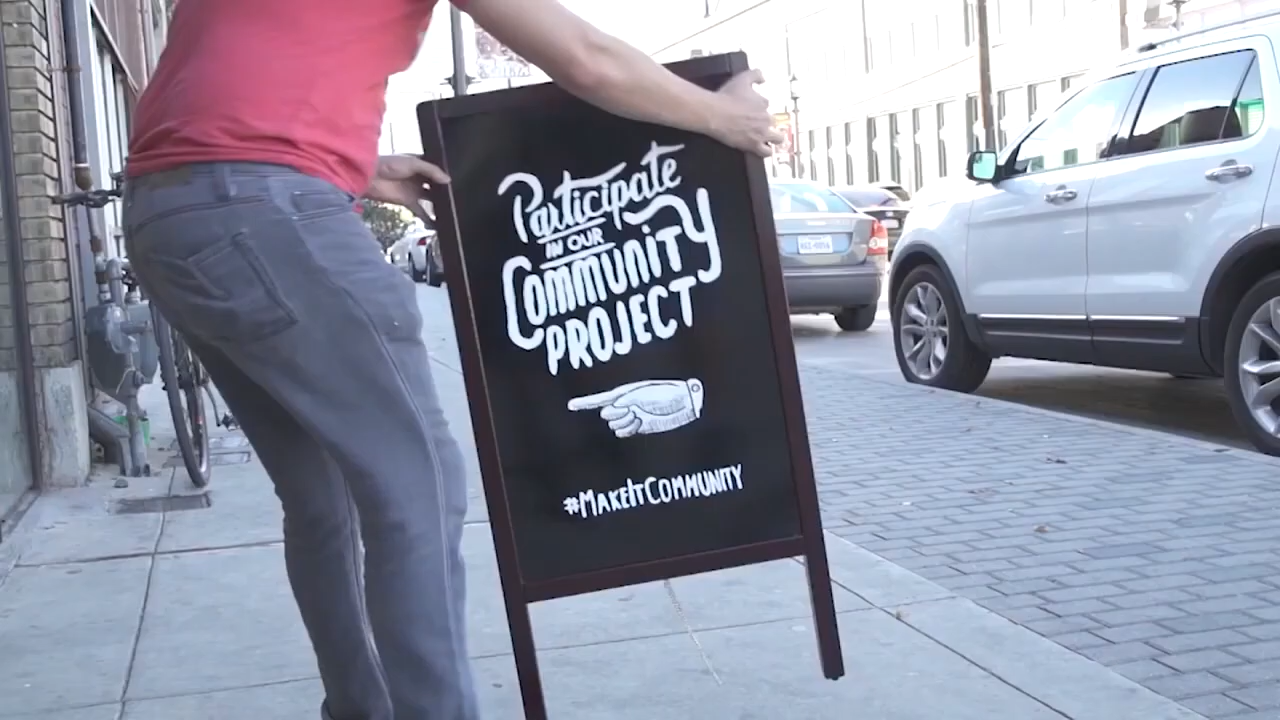 Participate
IN OUR
COMMUNITY
PROJECT
#MAKEITCOMMUNITY